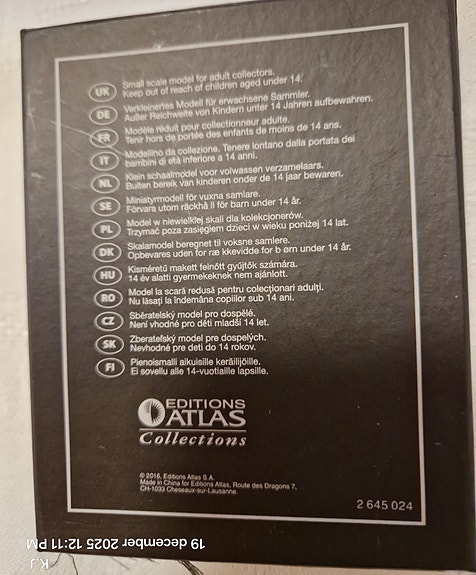 UK Small scale model for adult collectors.
Keep out of reach of children aged under 14.
DE Verkleinertes Modell für erwachsene Sammler.
Außer Reichweite von Kindern unter 14 Jahren aufbewahren.
FR Modèle réduit pour collectionneur adulte.
Tenir hors de portée des enfants de moins de 14 ans.
IT Modellino da collezione. Tenere lontano dalla portata dei
bambini di età inferiore a 14 anni.
NL Klein schaalmodel voor volwassen verzamelaars.
Buiten bereik van kinderen onder de 14 jaar bewaren.
SE Miniatyrmodell för vuxna samlare.
Förvara utom räckhå ll för barn under 14 år.
PL Model w niewielkiej skali dla kolekcjonerów.
Trzymać poza zasięgiem dzieci w wieku poniżej 14 lat.
DK Skalamodel beregnet til voksne samlere.
Opbevares uden for ræ kkevidde for b ørn under 14 år.
HU Kisméretű makett felnőtt gyűjtők számára.
14 év alatti gyermekeknek nem ajánlott.
RO Model la scară redusă pentru colecționari adulți.
Nu lăsați la îndemâna copiilor sub 14 ani.
CZ Sběratelský model pro dospělé.
Není vhodné pro děti mladší 14 let.
SK Zberateľský model pre dospelých.
Nevhodné pre deti do 14 rokov.
FI Pienoismalli aikuisille keräilijöille.
Ei sovellu alle 14-vuotiaille lapsille.
EDITIONS
ATLAS
Collections
© 2016, Editions Atlas S.A.
Made in China for Editions Atlas, Route des Dragons 7,
CH-1033 Cheseaux-sur-Lausanne.
2 645 024
19 december 2025 12:11 PM
K.J